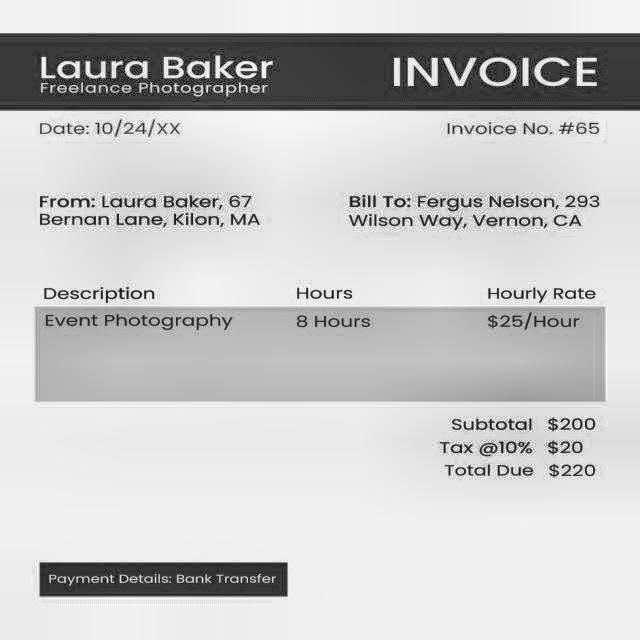 Laura Baker
Freelance Photographer
INVOICE
Date: 10/24/XX
Invoice No. #65
From: Laura Baker, 67
Bernan Lane, Kilon, MA
Bill To: Fergus Nelson, 293
Wilson Way, Vernon, CA
Description Hours Hourly Rate
Event Photography 8 Hours $25/Hour
Subtotal $200
Tax @10% $20
Total Due $220
Payment Details: Bank Transfer